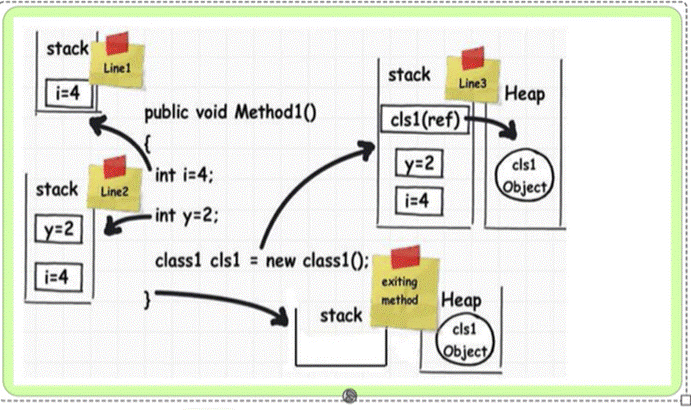 stack
Line1
i=4
public void Method1()
{
int i=4;
int y=2;
class1 cls1 = new class1();
}
stack
Line2
y=2
i=4
stack
Line3
Heap
cls1(ref)
y=2
i=4
cls1
Object
exiting
method
stack
Heap
cls1
Object